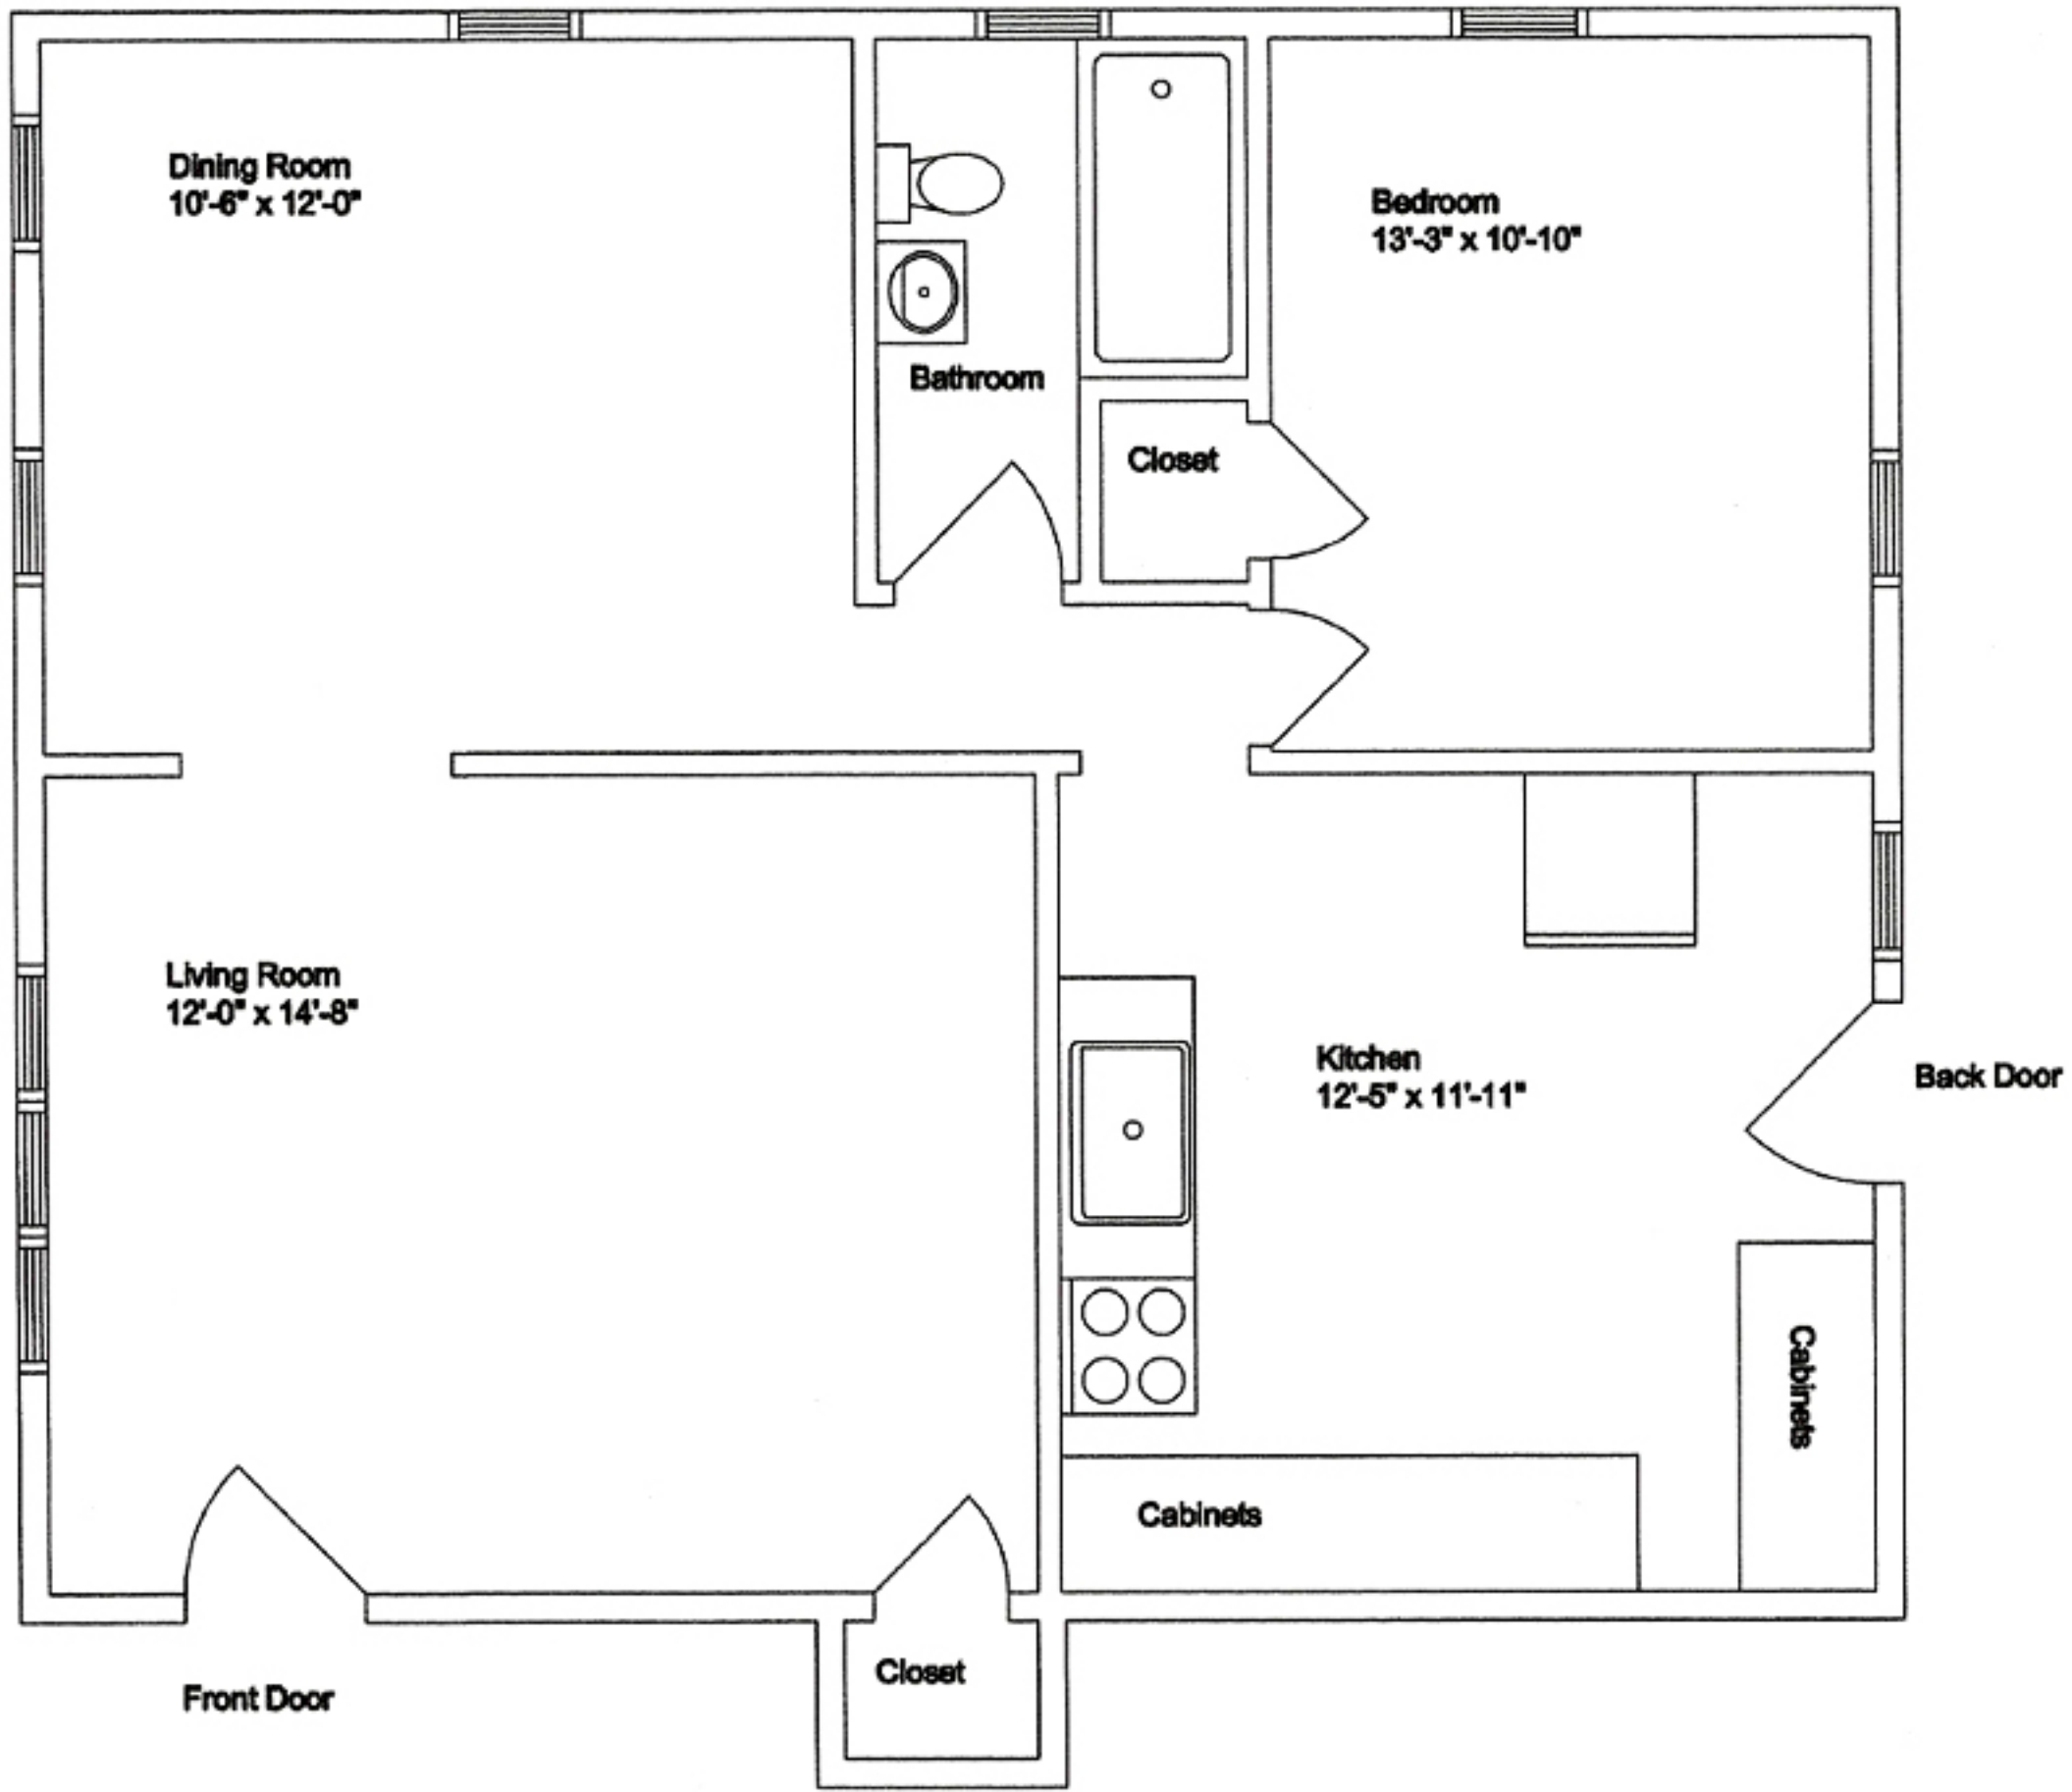 Dining Room
10'-6" x 12'-0"
Bedroom
13'-3" x 10'-10"
Bathroom
Closet
Living Room
12'-0" x 14'-8"
Kitchen
12'-5" x 11'-11"
Back Door
Cabinets
Cabinets
Closet
Front Door